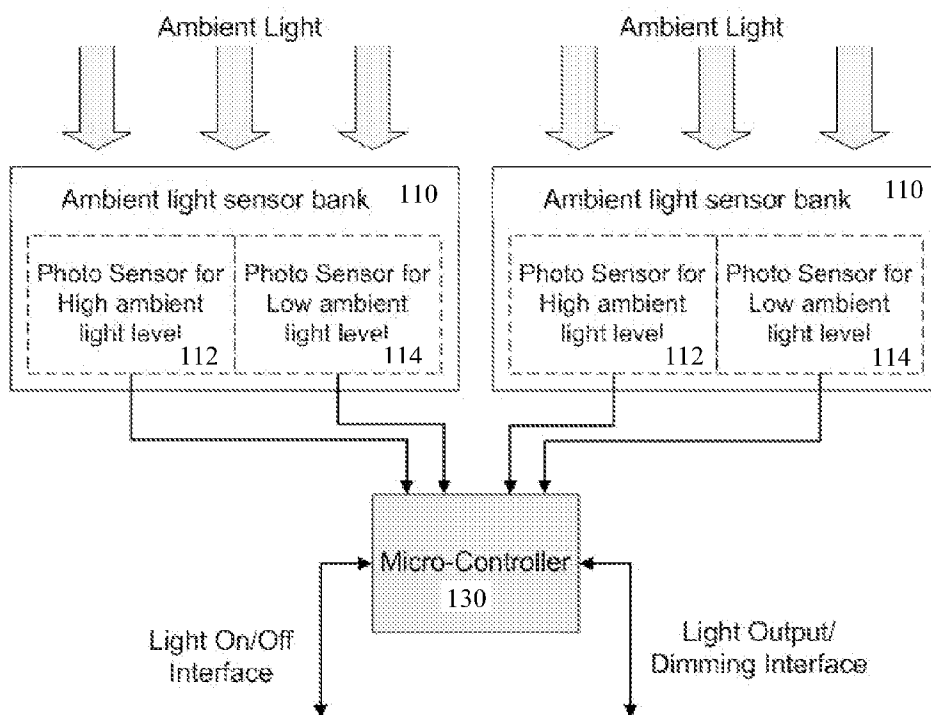 Ambient Light
Ambient Light
Ambient light sensor bank 110
Photo Sensor for
High ambient
light level
112
Photo Sensor for
Low ambient
light level
114
Ambient light sensor bank 110
Photo Sensor for
High ambient
light level
112
Photo Sensor for
Low ambient
light level
114
Micro-Controller
130
Light On/Off
Interface
Light Output/
Dimming Interface